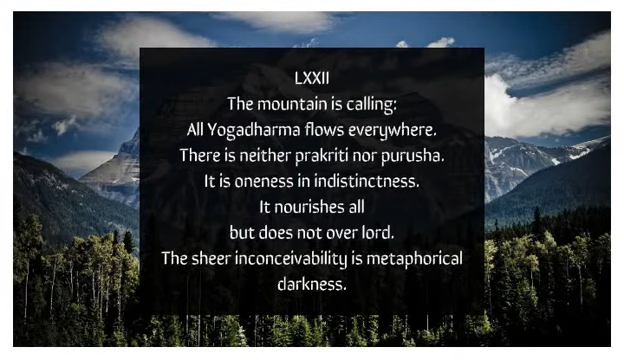 LXXII
The mountain is calling:
All Yogadharma flows everywhere.
There is neither prakriti nor purusha.
It is oneness in indistinctness.
It nourishes all
but does not over lord.
The sheer inconceivability is metaphorical
darkness.